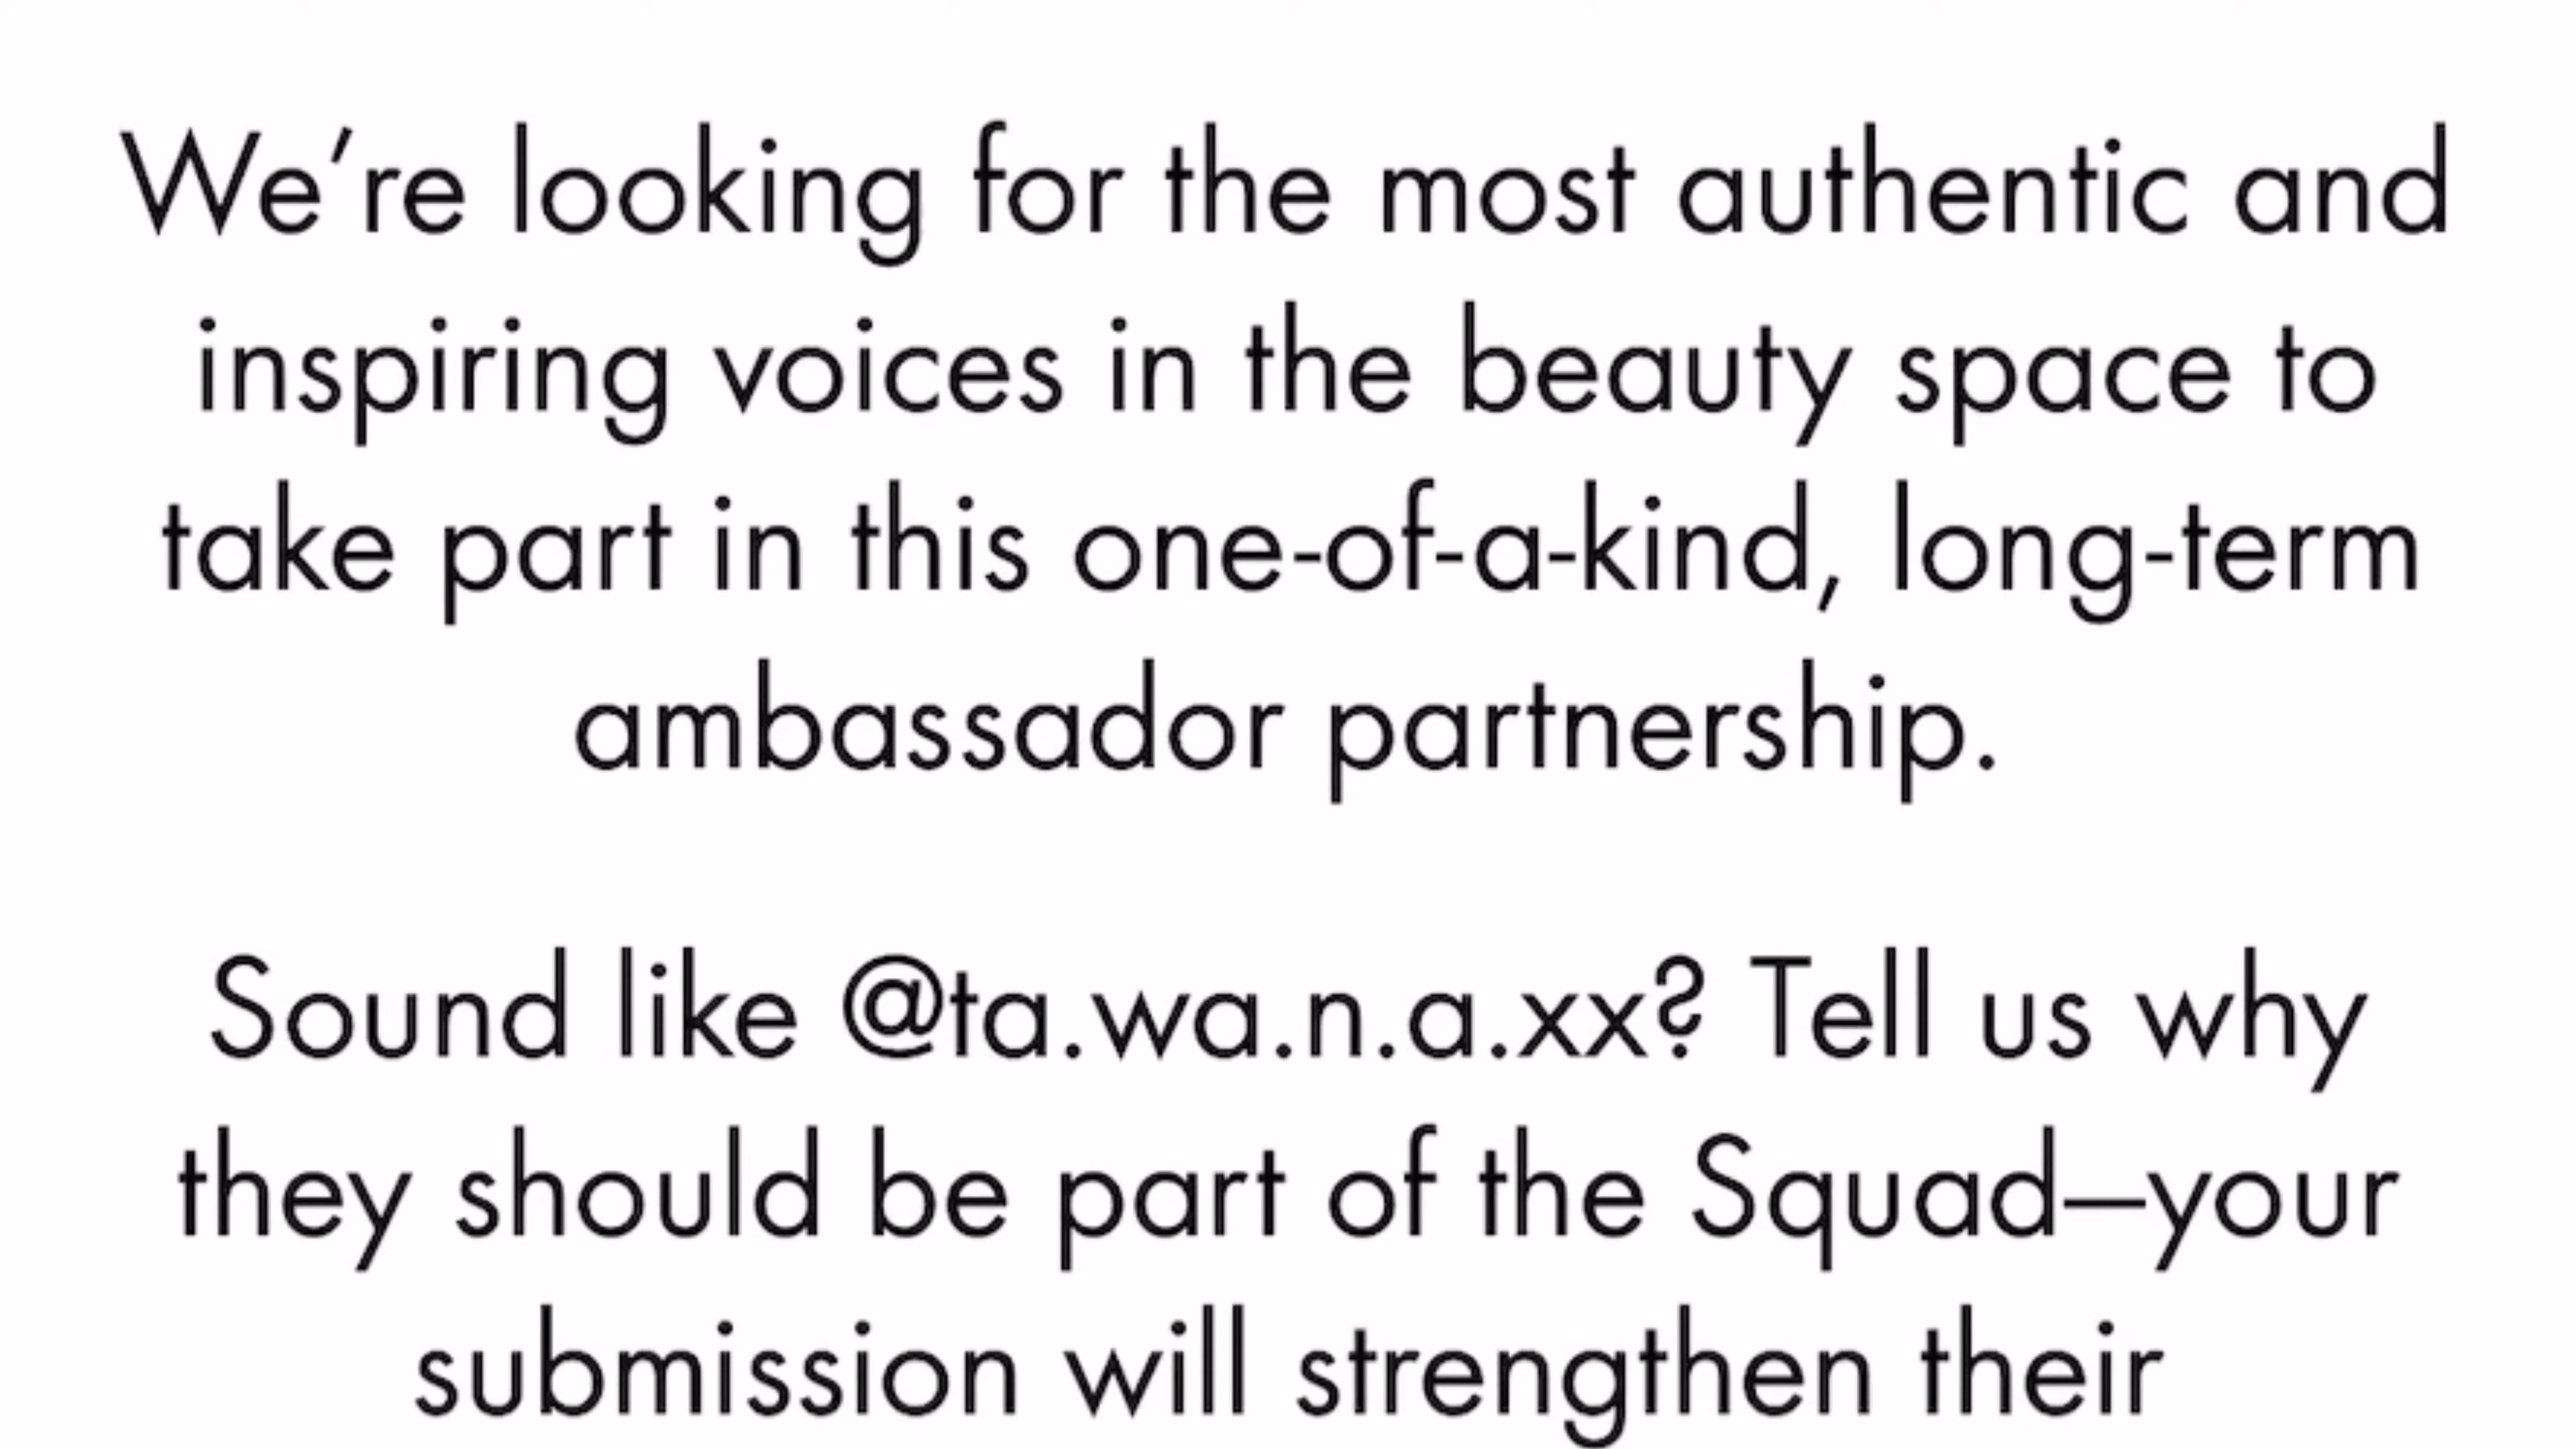 We’re looking for the most authentic and
inspiring voices in the beauty space to
take part in this one-of-a-kind, long-term
ambassador partnership.
Sound like @ta.wa.n.a.xx? Tell us why
they should be part of the Squad—your
submission will strengthen their